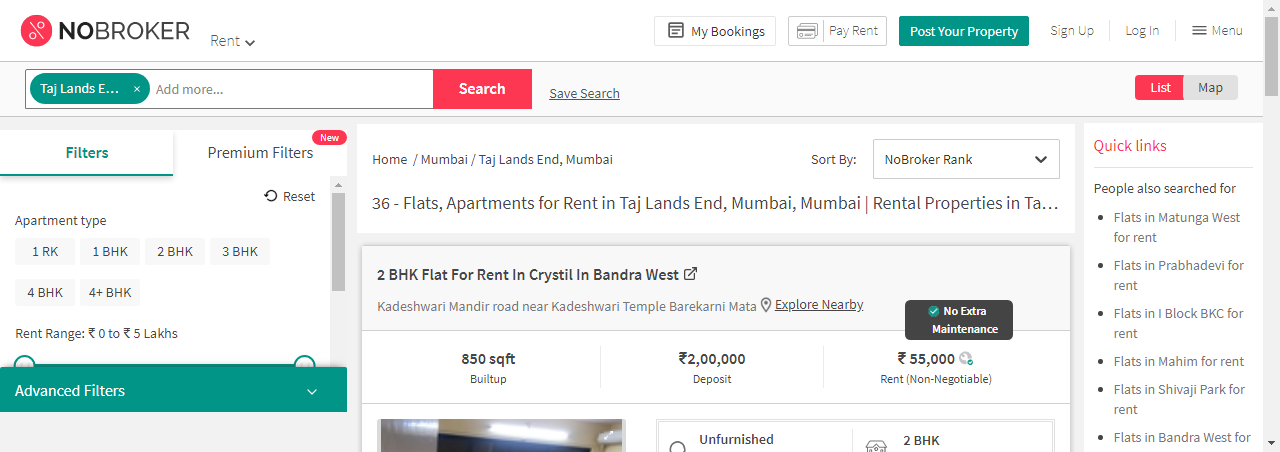 NOBROKER
Rent
My Bookings
Pay Rent
Post Your Property
Sign Up
Log In
Menu
Taj Lands E... ×
Add more...
Search
Save Search
List
Map
Filters
Premium Filters
New
Reset
Apartment type
1 RK
1 BHK
2 BHK
3 BHK
4 BHK
4+ BHK
Rent Range: ₹ 0 to ₹ 5 Lakhs
Advanced Filters
Home / Mumbai / Taj Lands End, Mumbai
Sort By:
NoBroker Rank
36 - Flats, Apartments for Rent in Taj Lands End, Mumbai, Mumbai | Rental Properties in Ta...
2 BHK Flat For Rent In Crystil In Bandra West
Kadeshwari Mandir road near Kadeshwari Temple Barekarni Mata
Explore Nearby
No Extra
Maintenance
850 sqft
Builtup
₹2,00,000
Deposit
₹ 55,000
Rent (Non-Negotiable)
Unfurnished
2 BHK
Quick links
People also searched for
Flats in Matunga West
for rent
Flats in Prabhadevi for
rent
Flats in I Block BKC for
rent
Flats in Mahim for rent
Flats in Shivaji Park for
rent
Flats in Bandra West for